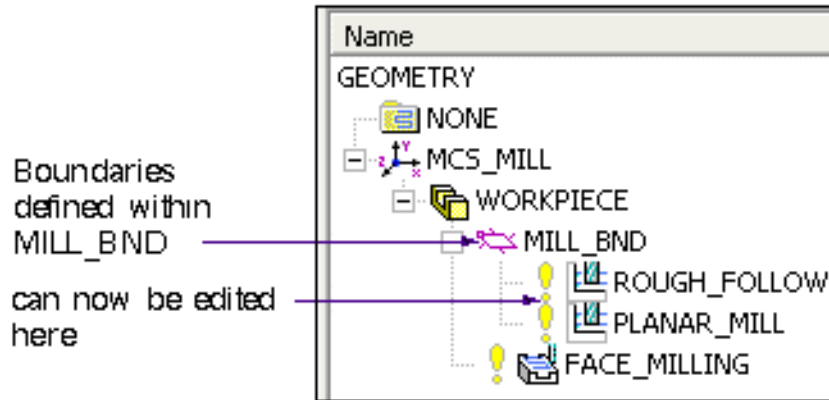 Name
GEOMETRY
NONE
MCS_MILL
WORKPIECE
MILL_BND
ROUGH_FOLLOW
PLANAR_MILL
FACE_MILLING
Boundaries
defined within
MILL_BND
can now be edited
here